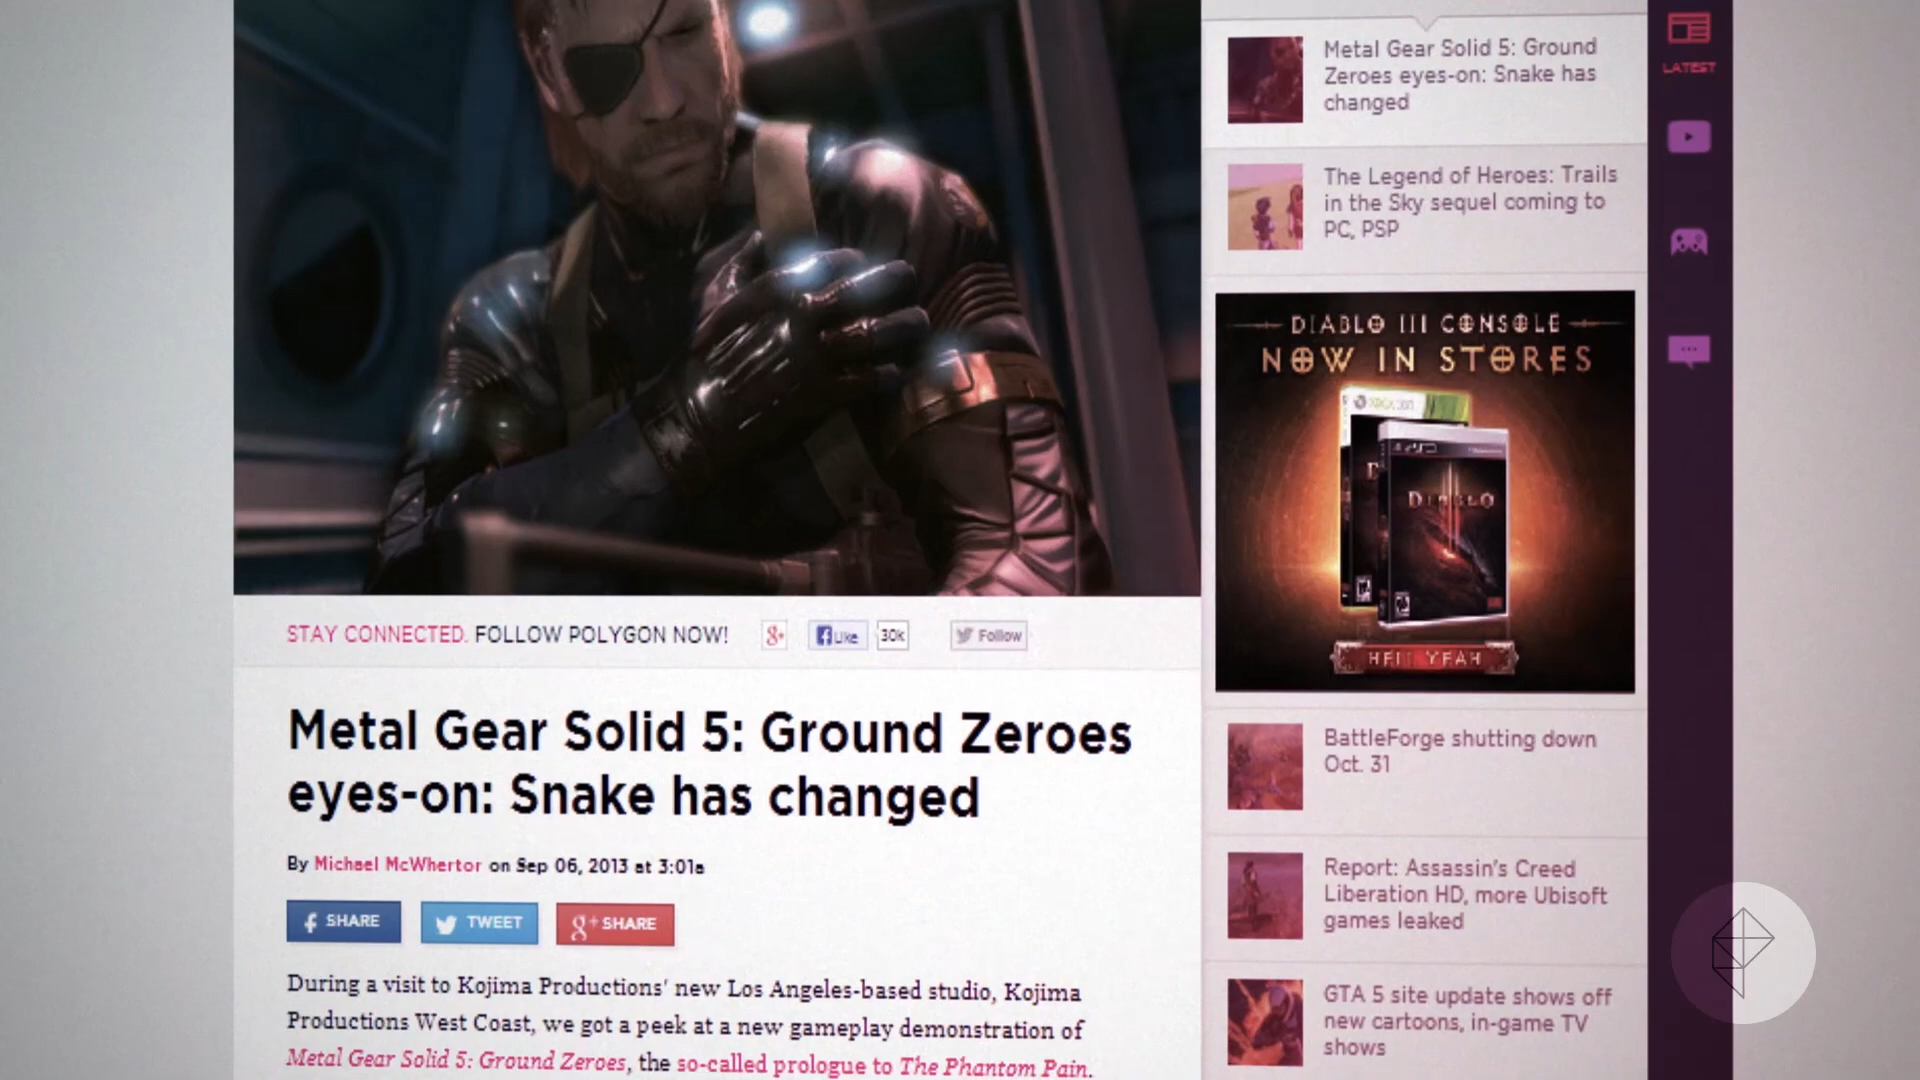 STAY CONNECTED. FOLLOW POLYGON NOW!
8+
Like
30k
Follow
Metal Gear Solid 5: Ground Zeroes
eyes-on: Snake has changed
By Michael McWhertor on Sep 06, 2013 at 3:01a
SHARE
TWEET
g+ SHARE
During a visit to Kojima Productions' new Los Angeles-based studio, Kojima
Productions West Coast, we got a peek at a new gameplay demonstration of
Metal Gear Solid 5: Ground Zeroes, the so-called prologue to The Phantom Pain.
Metal Gear Solid 5: Ground
Zeroes eyes-on: Snake has
changed
The Legend of Heroes: Trails
in the Sky sequel coming to
PC, PSP
DIABLO III CONSOLE
NOW IN STORES
XBOX 360
PS3
DIABLO
HELL YEAH
BattleForge shutting down
Oct. 31
Report: Assassin's Creed
Liberation HD, more Ubisoft
games leaked
GTA 5 site update shows off
new cartoons, in-game TV
shows
LATEST